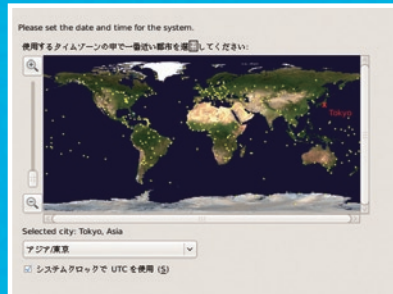 Please set the date and time for the system.
使用するタイムゾーンの中で一番近い都市を選択してください:
Tokyo
Selected city: Tokyo, Asia
アジア/東京
システムクロックで UTC を使用 (S)